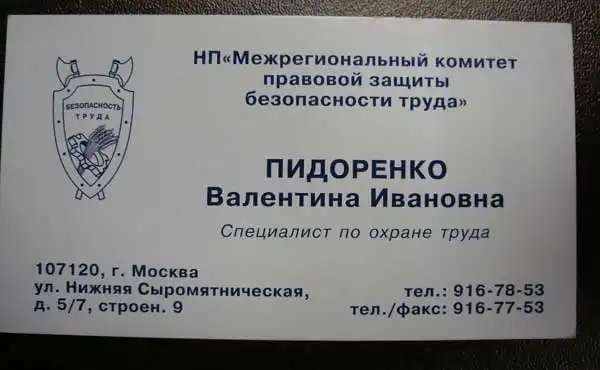 НП«Межрегиональный комитет
правовой защиты
безопасности труда»
БЕЗОПАСНОСТЬ
ТРУДА
ПИДОРЕНКО
Валентина Ивановна
Специалист по охране труда
107120, г. Москва
ул. Нижняя Сыромятническая,
д. 5/7, строен. 9
тел.: 916-78-53
тел./факс: 916-77-53